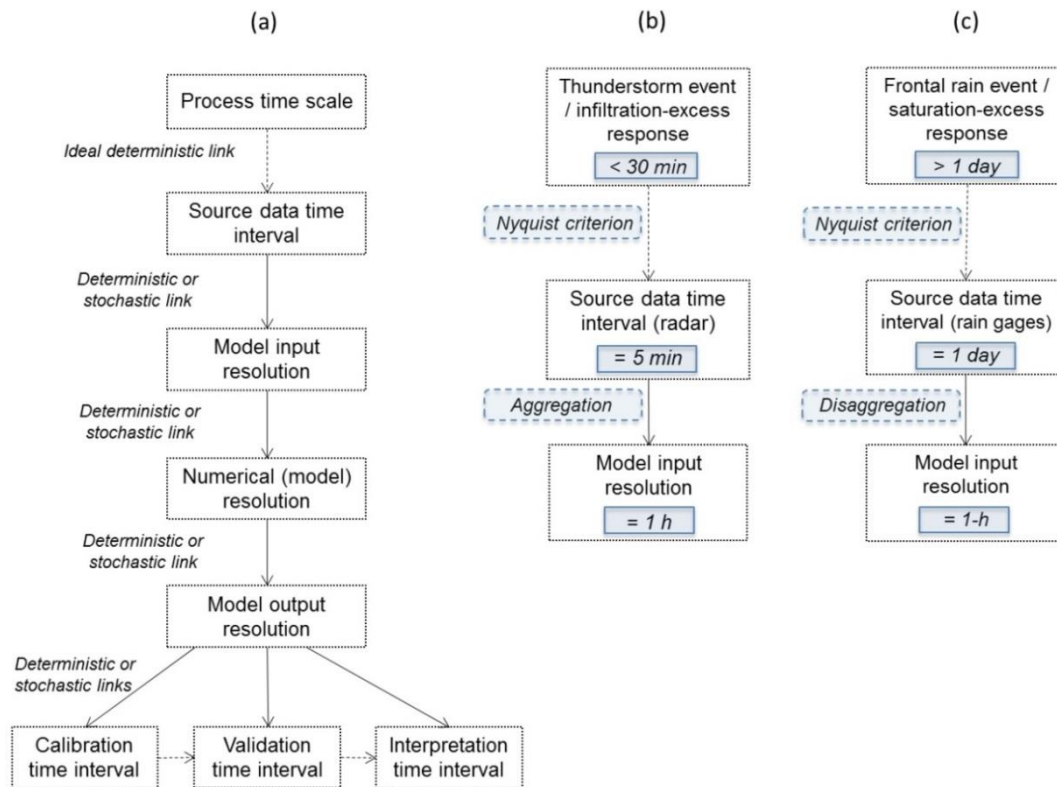 (a)
Process time scale
Ideal deterministic link
Source data time
interval
Deterministic or
stochastic link
Model input
resolution
Deterministic or
stochastic link
Numerical (model)
resolution
Deterministic or
stochastic link
Model output
resolution
Deterministic or
stochastic links
Calibration
time interval
Validation
time interval
Interpretation
time interval
(b)
Thunderstorm event
/ infiltration-excess
response
< 30 min
Nyquist criterion
Source data time
interval (radar)
= 5 min
Aggregation
Model input
resolution
= 1 h
(c)
Frontal rain event /
saturation-excess
response
> 1 day
Nyquist criterion
Source data time
interval (rain gages)
= 1 day
Disaggregation
Model input
resolution
= 1-h